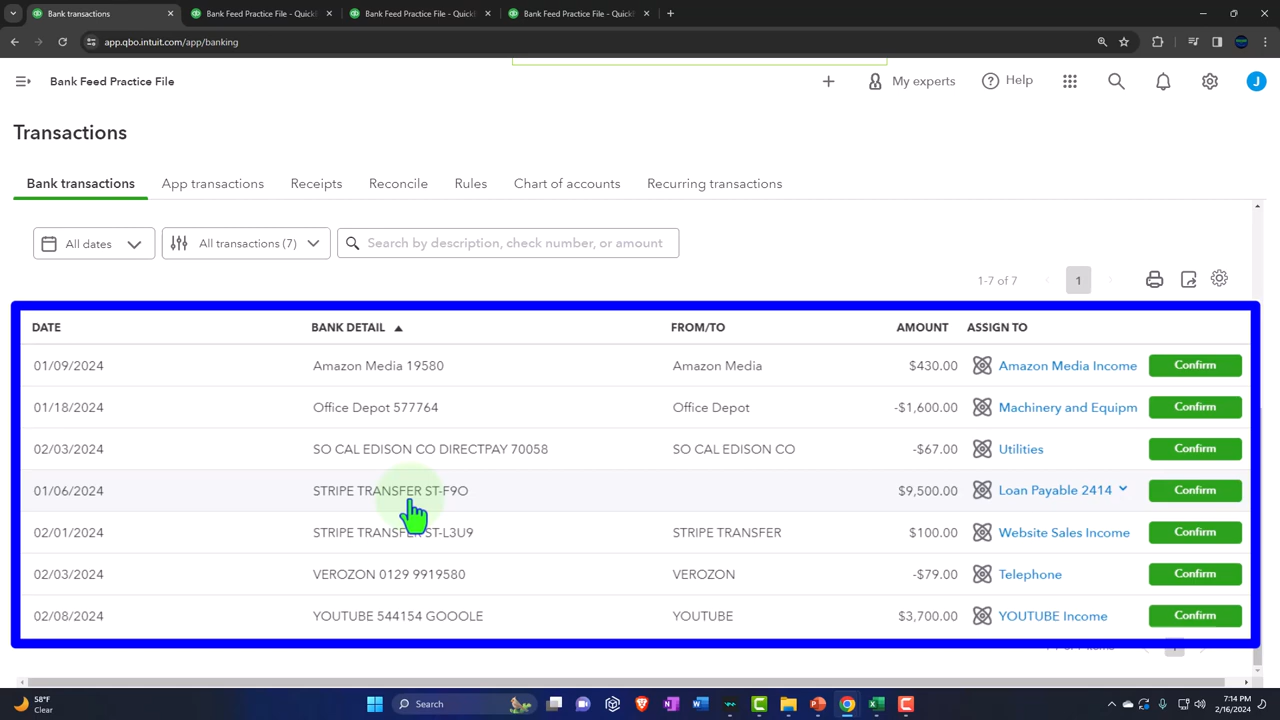 Bank transactions
Bank Feed Practice File - Quick
Bank Feed Practice File - Quick
Bank Feed Practice File - Quick
app.qbo.intuit.com/app/banking
Bank Feed Practice File
My experts
Help
J
Transactions
Bank transactions App transactions Receipts Reconcile Rules Chart of accounts Recurring transactions
All dates All transactions (7) Search by description, check number, or amount
1-7 of 7 1
DATE BANK DETAIL FROM/TO AMOUNT ASSIGN TO
01/09/2024 Amazon Media 19580 Amazon Media $430.00 Amazon Media Income Confirm
01/18/2024 Office Depot 577764 Office Depot -$1,600.00 Machinery and Equipm Confirm
02/03/2024 SO CAL EDISON CO DIRECTPAY 70058 SO CAL EDISON CO -$67.00 Utilities Confirm
01/06/2024 STRIPE TRANSFER ST-F9O $9,500.00 Loan Payable 2414 Confirm
02/01/2024 STRIPE TRANSFER ST-L3U9 STRIPE TRANSFER $100.00 Website Sales Income Confirm
02/03/2024 VEROZON 0129 9919580 VEROZON -$79.00 Telephone Confirm
02/08/2024 YOUTUBE 544154 GOOOLE YOUTUBE $3,700.00 YOUTUBE Income Confirm
58°F
Clear
Search
7:14 PM
2/16/2024